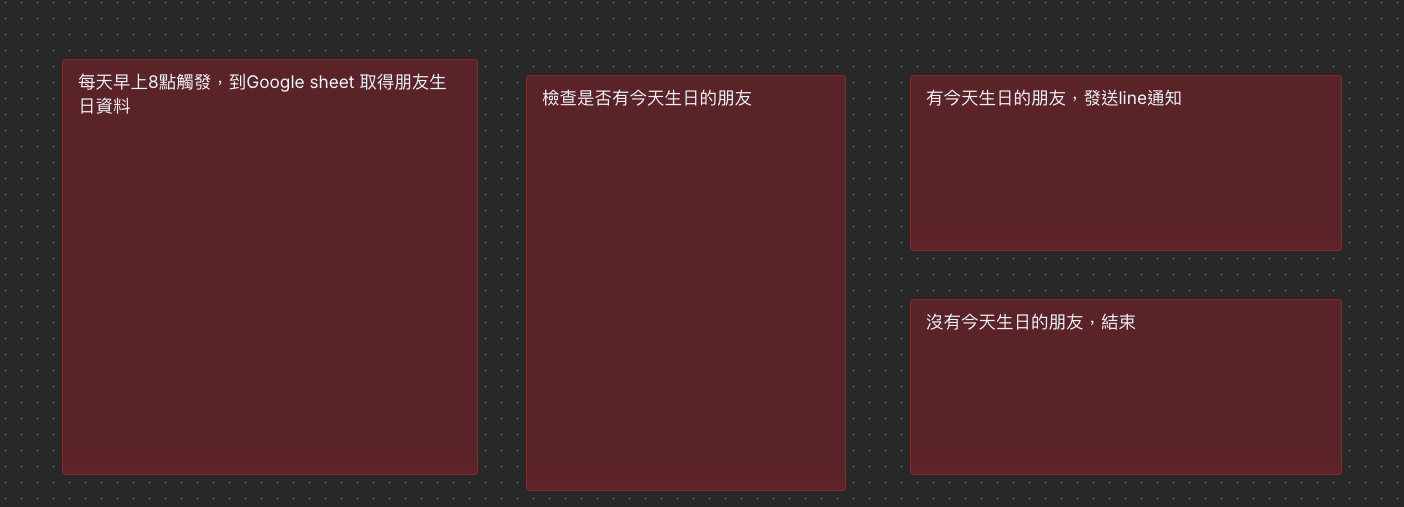 每天早上8點觸發，到Google sheet 取得朋友生
日資料
檢查是否有今天生日的朋友
有今天生日的朋友，發送line通知
沒有今天生日的朋友，結束